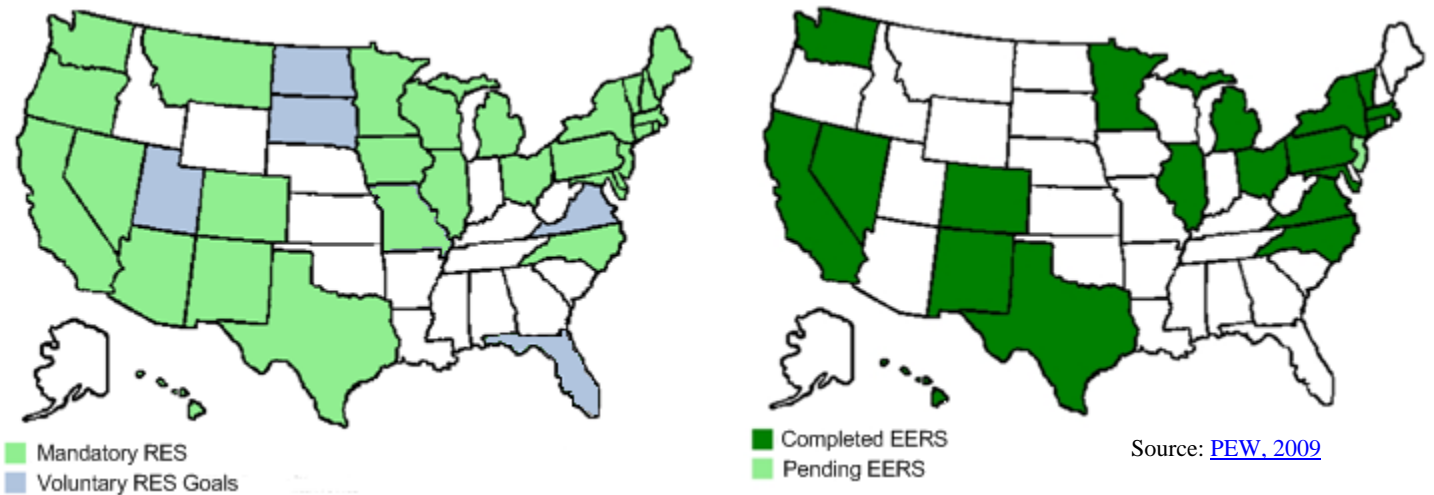 Mandatory RES
Voluntary RES Goals
Completed EERS
Pending EERS
Source: PEW, 2009